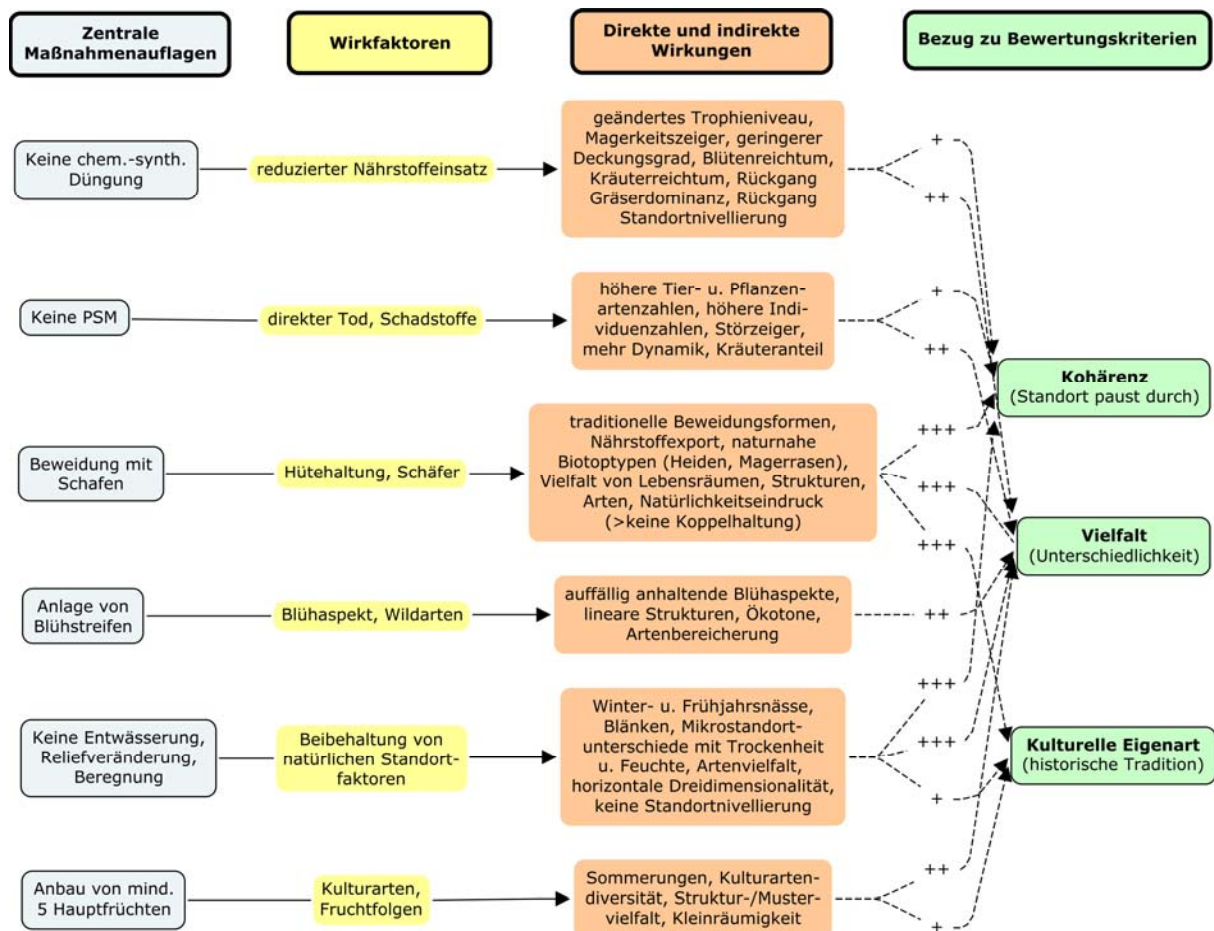 Zentrale
Maßnahmenauflagen
Wirkfaktoren
Direkte und indirekte
Wirkungen
Bezug zu Bewertungskriterien
Keine chem.-synth.
Düngung
reduzierter Nährstoffeinsatz
geändertes Trophieniveau,
Magerkeitszeiger, geringerer
Deckungsgrad, Blütenreichtum,
Kräuterreichtum, Rückgang
Gräserdominanz, Rückgang
Standortnivellierung
+
++
Keine PSM
direkter Tod, Schadstoffe
höhere Tier- u. Pflanzen-
artenzahlen, höhere Indi-
viduenzahlen, Störzeiger,
mehr Dynamik, Kräuteranteil
+
++
Kohärenz
(Standort paust durch)
Beweidung mit
Schafen
Hütehaltung, Schäfer
traditionelle Beweidungsformen,
Nährstoffexport, naturnahe
Biotoptypen (Heiden, Magerrasen),
Vielfalt von Lebensräumen, Strukturen,
Arten, Natürlichkeitseindruck
(>keine Koppelhaltung)
+++
+++
+++
Vielfalt
(Unterschiedlichkeit)
Anlage von
Blühstreifen
Blühaspekt, Wildarten
auffällig anhaltende Blühaspekte,
lineare Strukturen, Ökotone,
Artenbereicherung
++
Keine Entwässerung,
Reliefveränderung,
Beregnung
Beibehaltung von
natürlichen Standort-
faktoren
Winter- u. Frühjahrsnässe,
Blänken, Mikrostandort-
unterschiede mit Trockenheit
u. Feuchte, Artenvielfalt,
horizontale Dreidimensionalität,
keine Standortnivellierung
+++
+++
+
Kulturelle Eigenart
(historische Tradition)
Anbau von mind.
5 Hauptfrüchten
Kulturarten,
Fruchtfolgen
Sommerungen, Kulturarten-
diversität, Struktur-/Muster-
vielfalt, Kleinräumigkeit
++
+